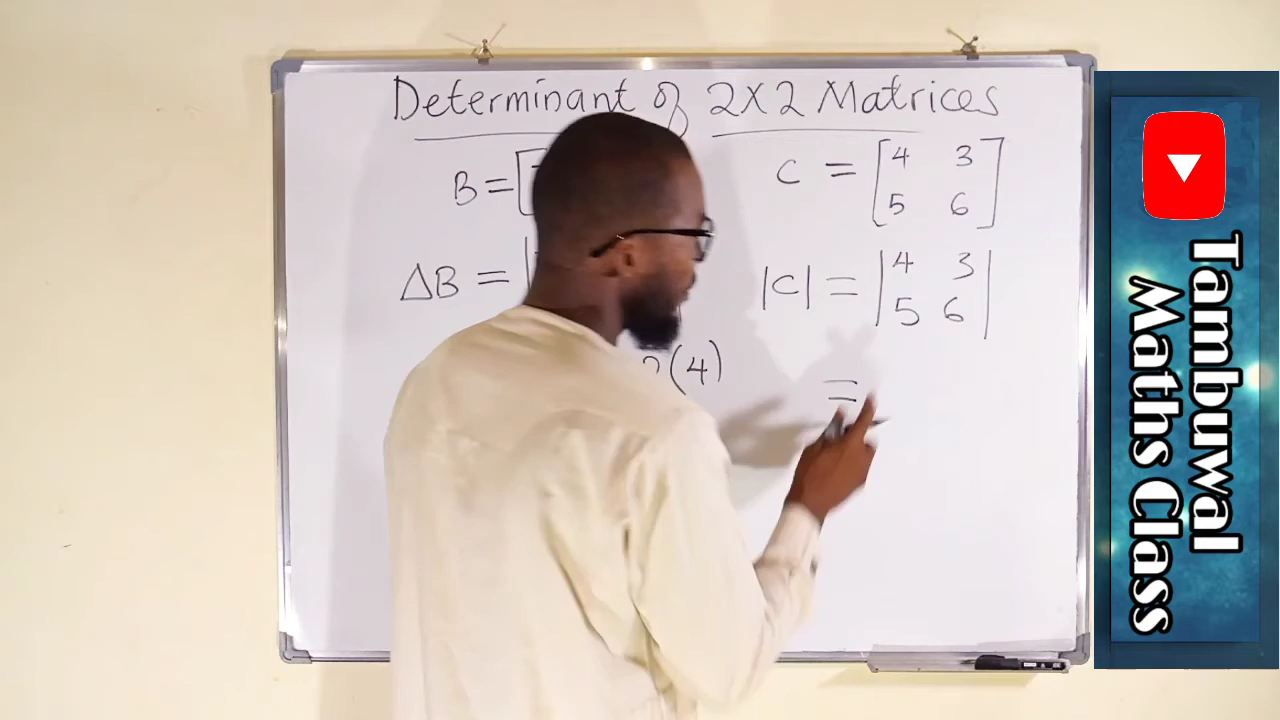 Determinant of 2X2 Matrices
B = [
C = [4 3
5 6]
ΔB = |
|C| = |4 3
5 6|
(4)
=
Tambuwal
Maths Class